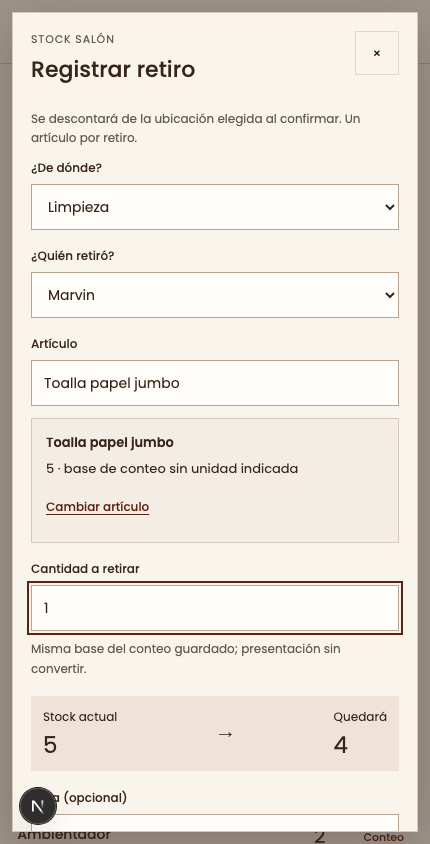 STOCK SALÓN
Registrar retiro
×
Se descontará de la ubicación elegida al confirmar. Un
artículo por retiro.
¿De dónde?
Limpieza
¿Quién retiró?
Marvin
Artículo
Toalla papel jumbo
Toalla papel jumbo
5 · base de conteo sin unidad indicada
Cambiar artículo
Cantidad a retirar
1
Misma base del conteo guardado; presentación sin
convertir.
Stock actual
Quedará
5
→
4
(opcional)
N
Ambientador
2
Conteo